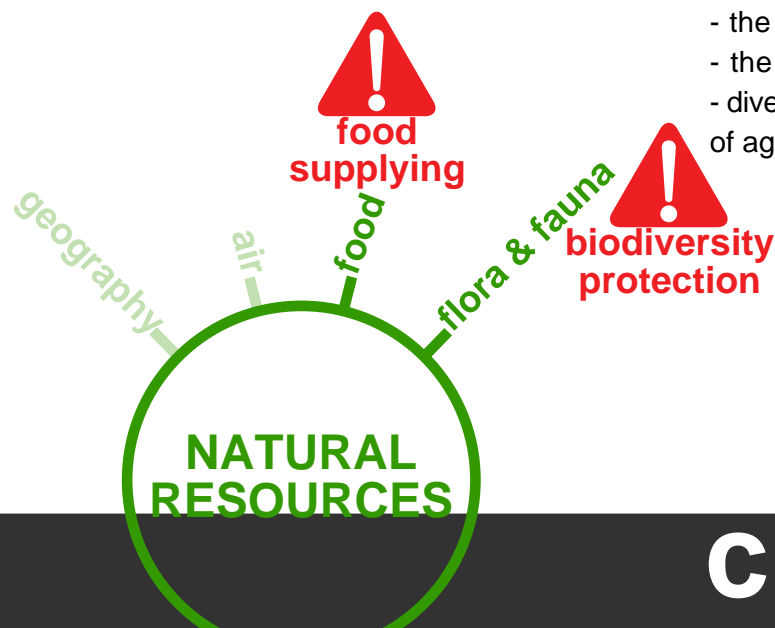 - the
- the
- dive
of ag
food
supplying
biodiversity
protection
geography
air
food
flora & fauna
NATURAL
RESOURCES
C